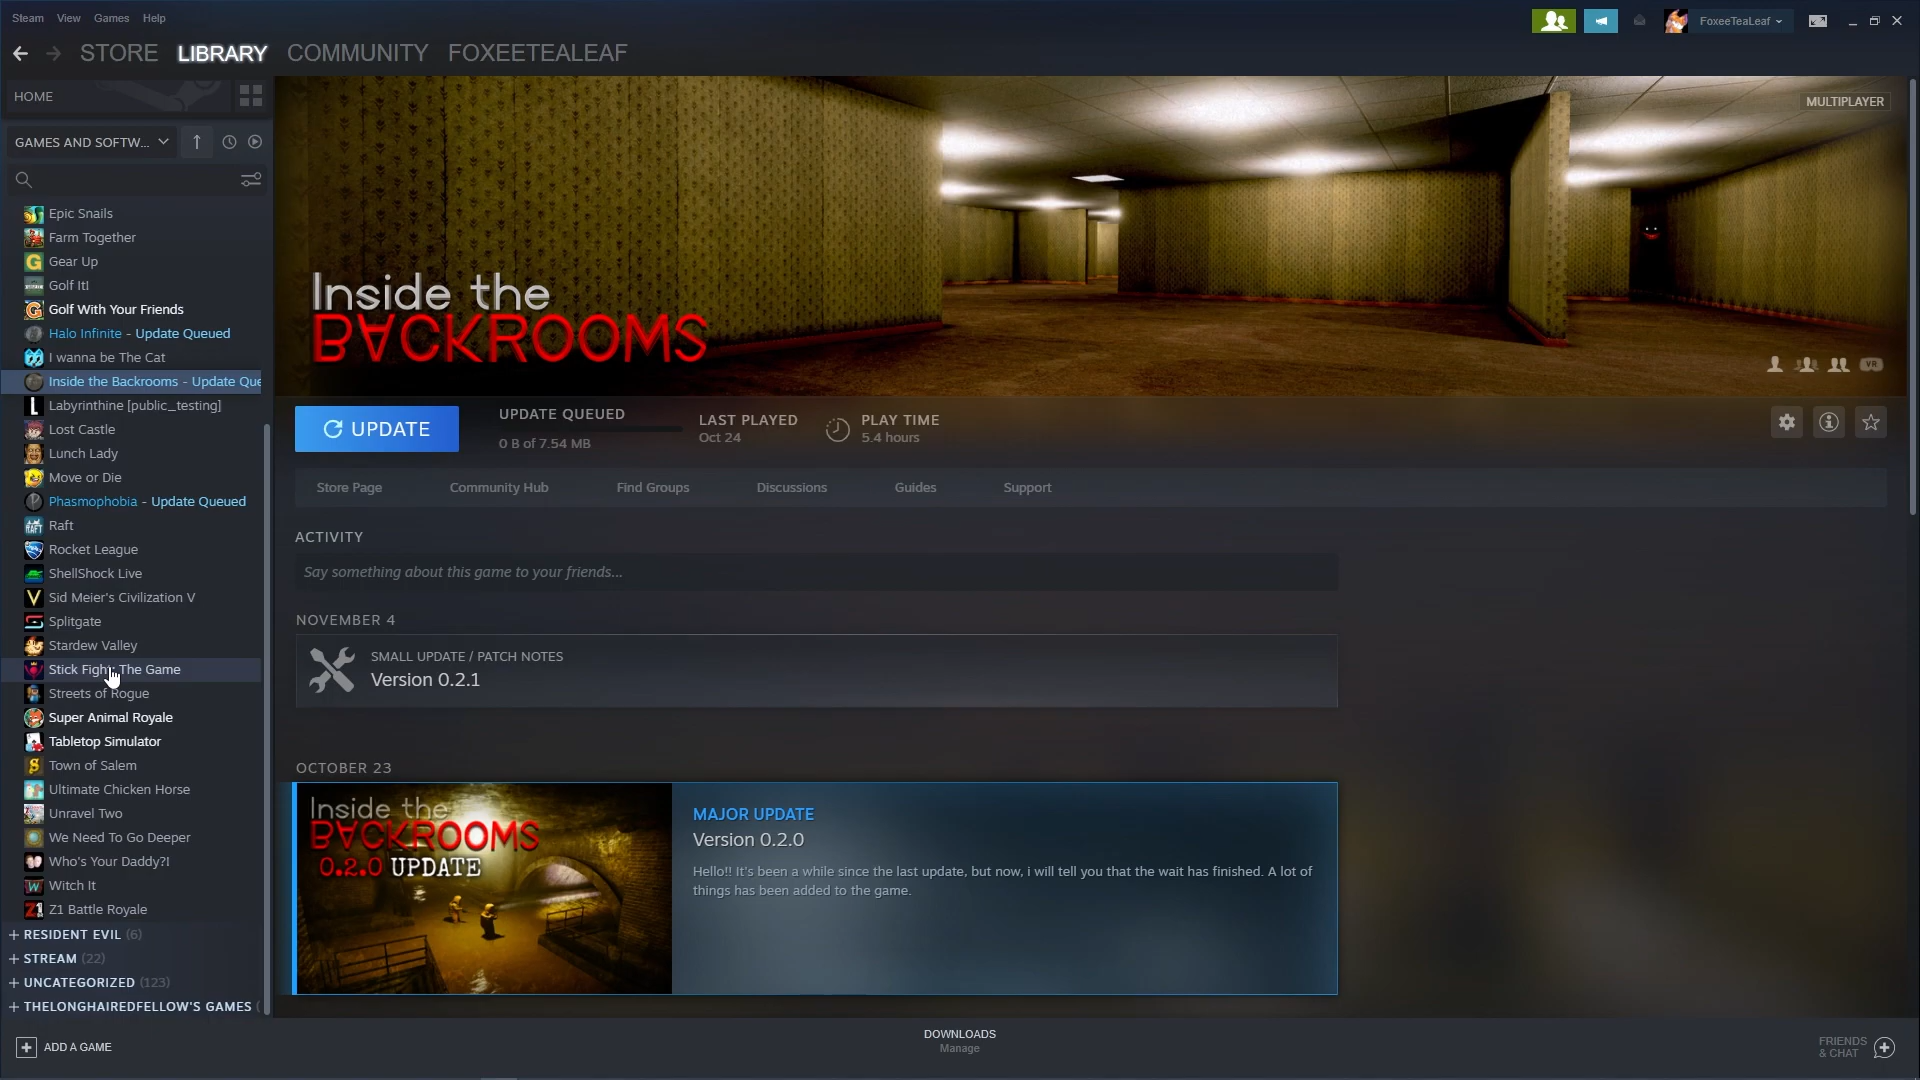 Steam View Games Help
FoxeeTeaLeaf
STORE LIBRARY COMMUNITY FOXEETEALEAF
HOME
GAMES AND SOFTW...
Epic Snails
Farm Together
Gear Up
Golf It!
Golf With Your Friends
Halo Infinite - Update Queued
I wanna be The Cat
Inside the Backrooms - Update Que
Labyrinthine [public_testing]
Lost Castle
Lunch Lady
Move or Die
Phasmophobia - Update Queued
Raft
Rocket League
ShellShock Live
Sid Meier's Civilization V
Splitgate
Stardew Valley
Stick Fight: The Game
Streets of Rogue
Super Animal Royale
Tabletop Simulator
Town of Salem
Ultimate Chicken Horse
Unravel Two
We Need To Go Deeper
Who's Your Daddy?!
Witch It
Z1 Battle Royale
+ RESIDENT EVIL (6)
+ STREAM (22)
+ UNCATEGORIZED (123)
+ THELONGHAIREDFELLOW'S GAMES (
ADD A GAME
MULTIPLAYER
Inside the
BACKROOMS
VR
UPDATE
UPDATE QUEUED
0 B of 7.54 MB
LAST PLAYED
Oct 24
PLAY TIME
5.4 hours
Store Page Community Hub Find Groups Discussions Guides Support
ACTIVITY
Say something about this game to your friends...
NOVEMBER 4
SMALL UPDATE / PATCH NOTES
Version 0.2.1
OCTOBER 23
Inside the
BACKROOMS
0.2.0 UPDATE
MAJOR UPDATE
Version 0.2.0
Hello!! It's been a while since the last update, but now, i will tell you that the wait has finished. A lot of
things has been added to the game.
DOWNLOADS
Manage
FRIENDS
& CHAT